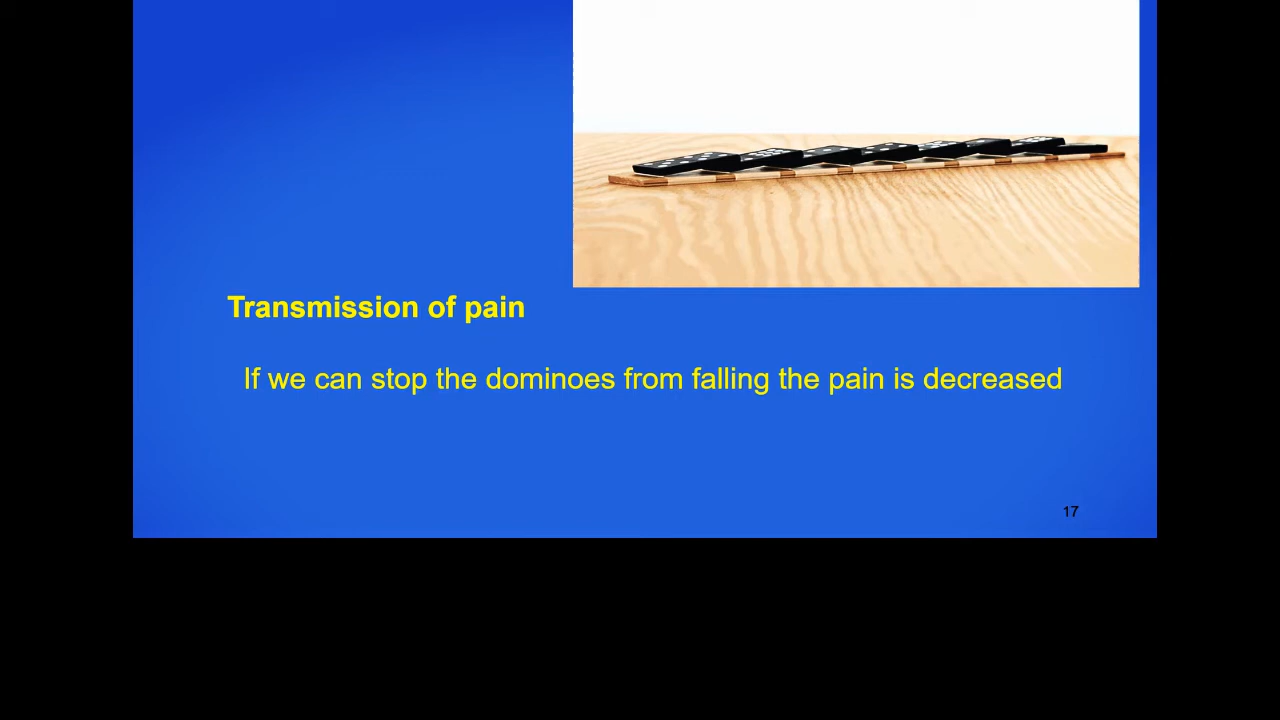 Transmission of pain
If we can stop the dominoes from falling the pain is decreased
17